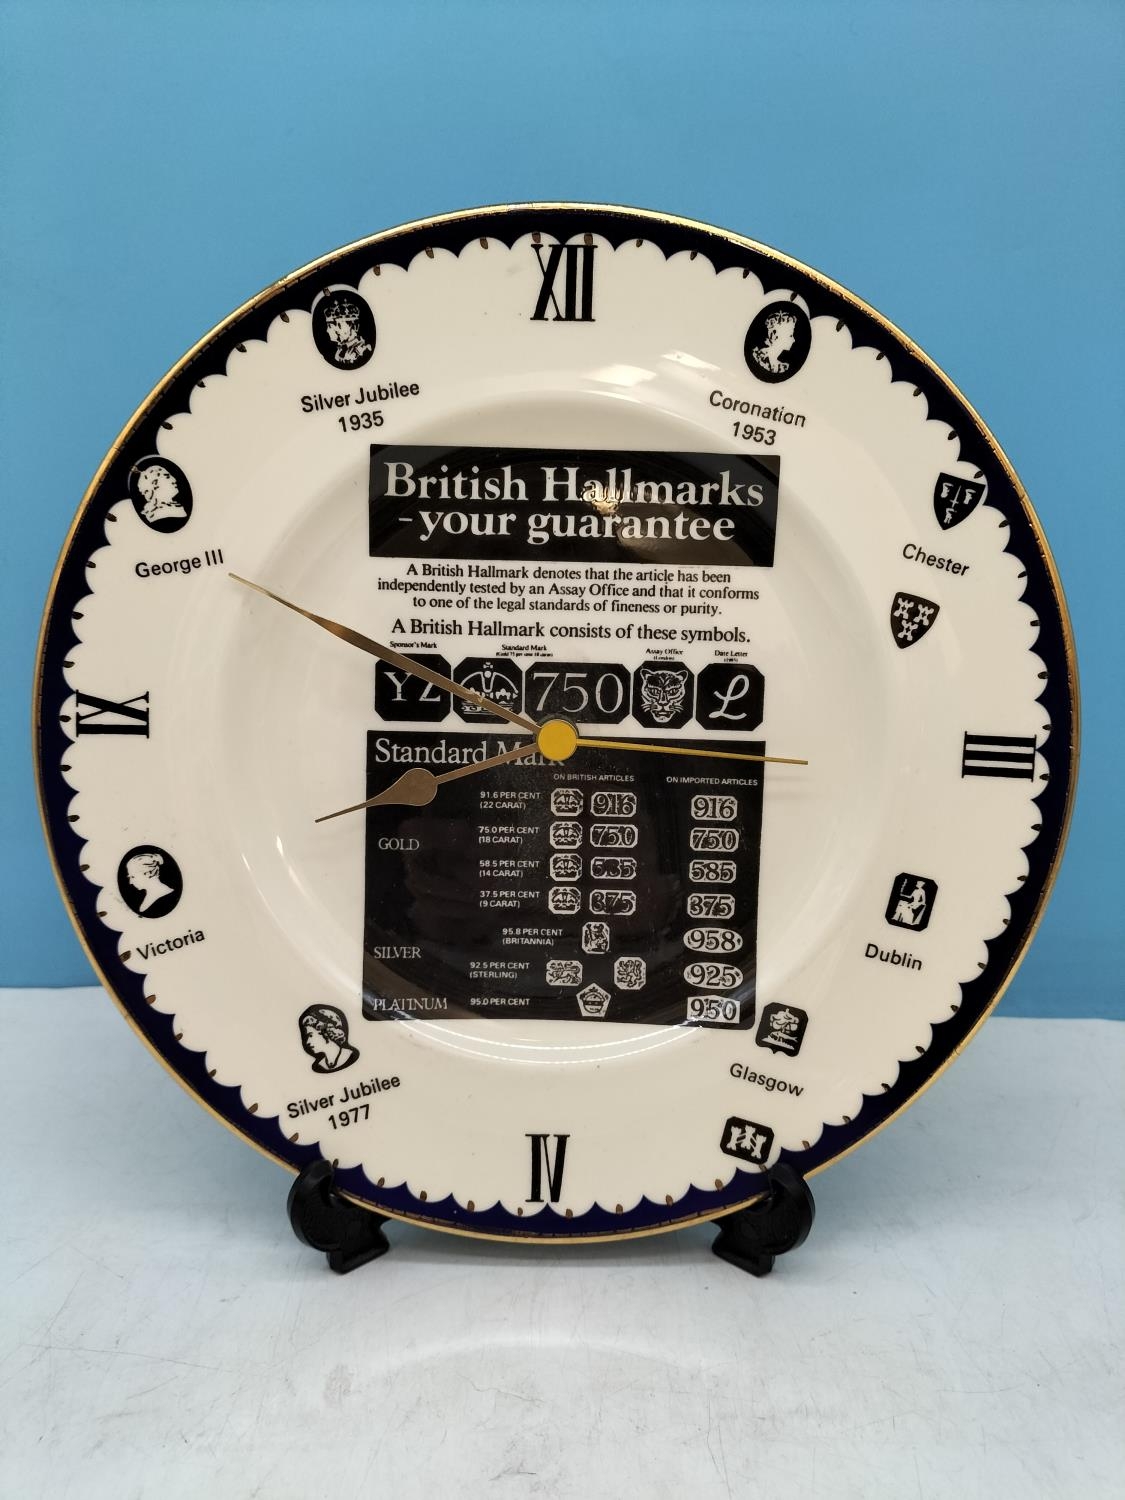 XII
Silver Jubilee
1935
Coronation
1953
George III
Chester
British Hallmarks
- your guarantee
A British Hallmark denotes that the article has been
independently tested by an Assay Office and that it conforms
to one of the legal standards of fineness or purity.
A British Hallmark consists of these symbols.
Sponsor's Mark
Standard Mark
Assay Office
(London)
Date Letter
(1985)
YZ 750 L
IX
III
Standard Mark
ON BRITISH ARTICLES ON IMPORTED ARTICLES
91.6 PER CENT
(22 CARAT) 916 916
GOLD
75.0 PER CENT
(18 CARAT) 750 750
58.5 PER CENT
(14 CARAT) 585 585
37.5 PER CENT
(9 CARAT) 375 375
SILVER
95.8 PER CENT
(BRITANNIA) 958
92.5 PER CENT
(STERLING) 925
PLATINUM 95.0 PER CENT 950
Victoria
Dublin
Silver Jubilee
1977
Glasgow
IV